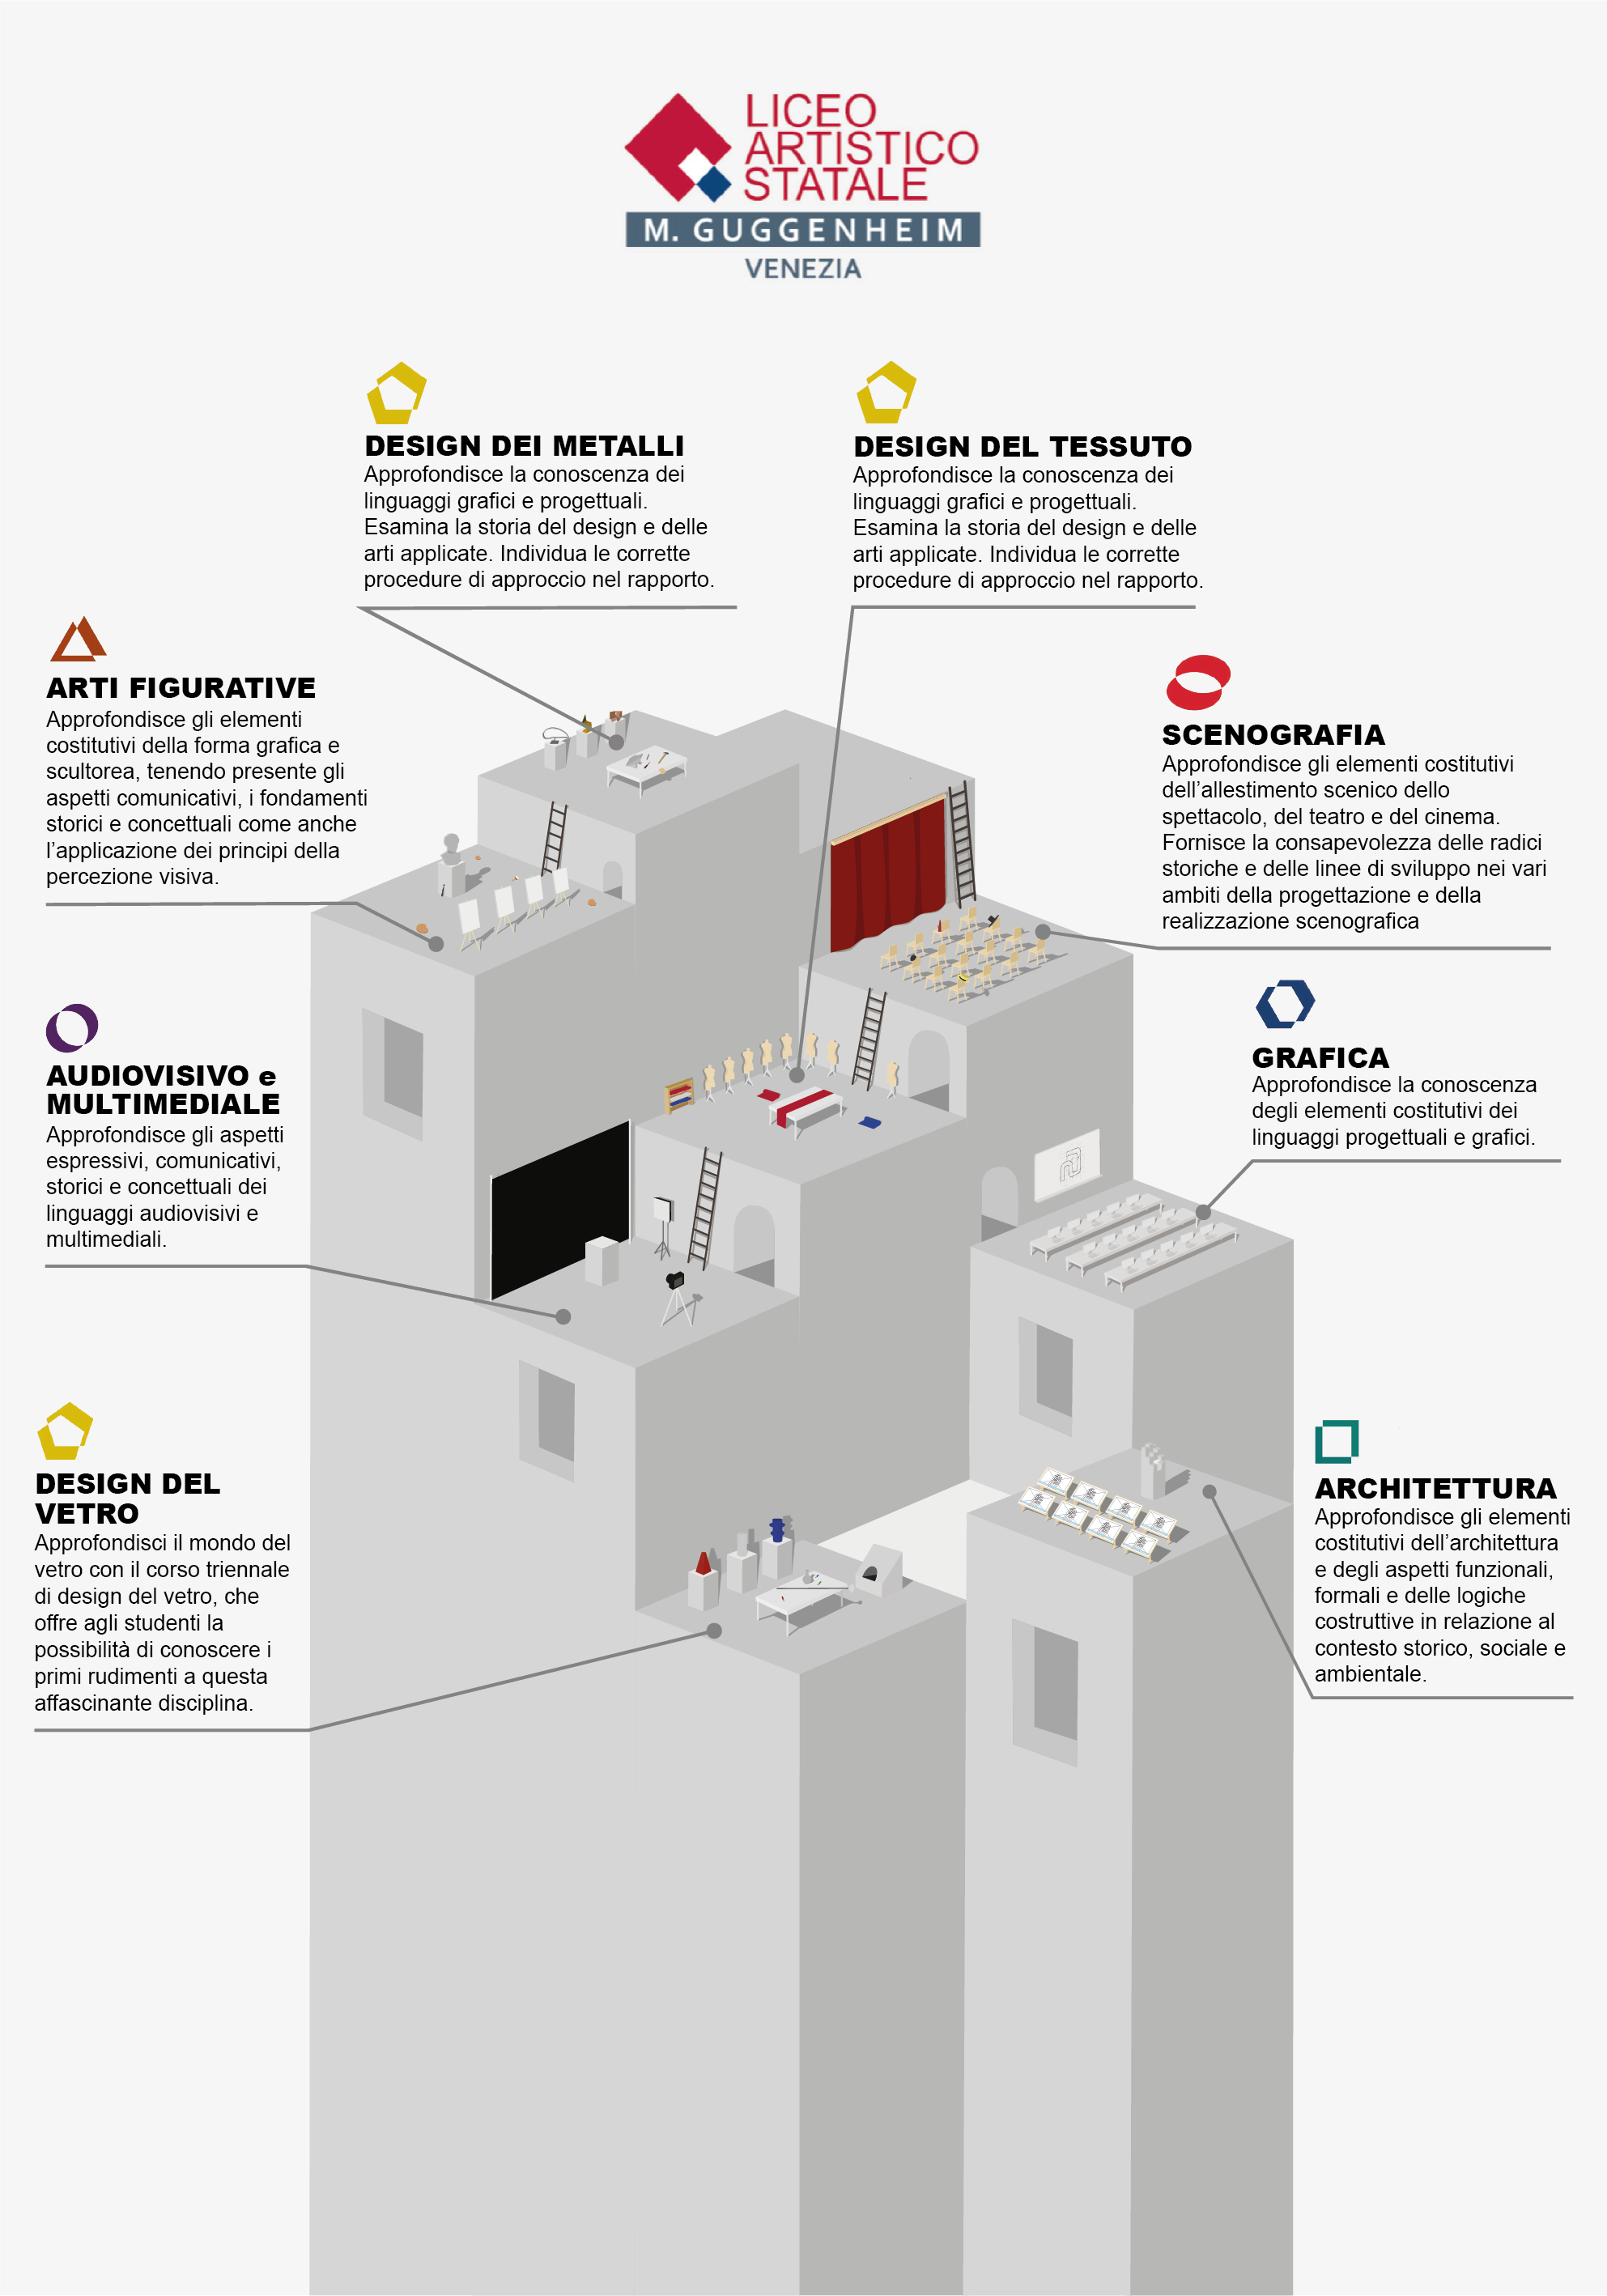 LICEO
ARTISTICO
STATALE
M. GUGGENHEIM
VENEZIA
DESIGN DEI METALLI
Approfondisce la conoscenza dei
linguaggi grafici e progettuali.
Esamina la storia del design e delle
arti applicate. Individua le corrette
procedure di approccio nel rapporto.
DESIGN DEL TESSUTO
Approfondisce la conoscenza dei
linguaggi grafici e progettuali.
Esamina la storia del design e delle
arti applicate. Individua le corrette
procedure di approccio nel rapporto.
ARTI FIGURATIVE
Approfondisce gli elementi
costitutivi della forma grafica e
scultorea, tenendo presente gli
aspetti comunicativi, i fondamenti
storici e concettuali come anche
l’applicazione dei principi della
percezione visiva.
SCENOGRAFIA
Approfondisce gli elementi costitutivi
dell’allestimento scenico dello
spettacolo, del teatro e del cinema.
Fornisce la consapevolezza delle radici
storiche e delle linee di sviluppo nei vari
ambiti della progettazione e della
realizzazione scenografica
AUDIOVISIVO e
MULTIMEDIALE
Approfondisce gli aspetti
espressivi, comunicativi,
storici e concettuali dei
linguaggi audiovisivi e
multimediali.
GRAFICA
Approfondisce la conoscenza
degli elementi costitutivi dei
linguaggi progettuali e grafici.
DESIGN DEL
VETRO
Approfondisci il mondo del
vetro con il corso triennale
di design del vetro, che
offre agli studenti la
possibilità di conoscere i
primi rudimenti a questa
affascinante disciplina.
ARCHITETTURA
Approfondisce gli elementi
costitutivi dell’architettura
e degli aspetti funzionali,
formali e delle logiche
costruttive in relazione al
contesto storico, sociale e
ambientale.